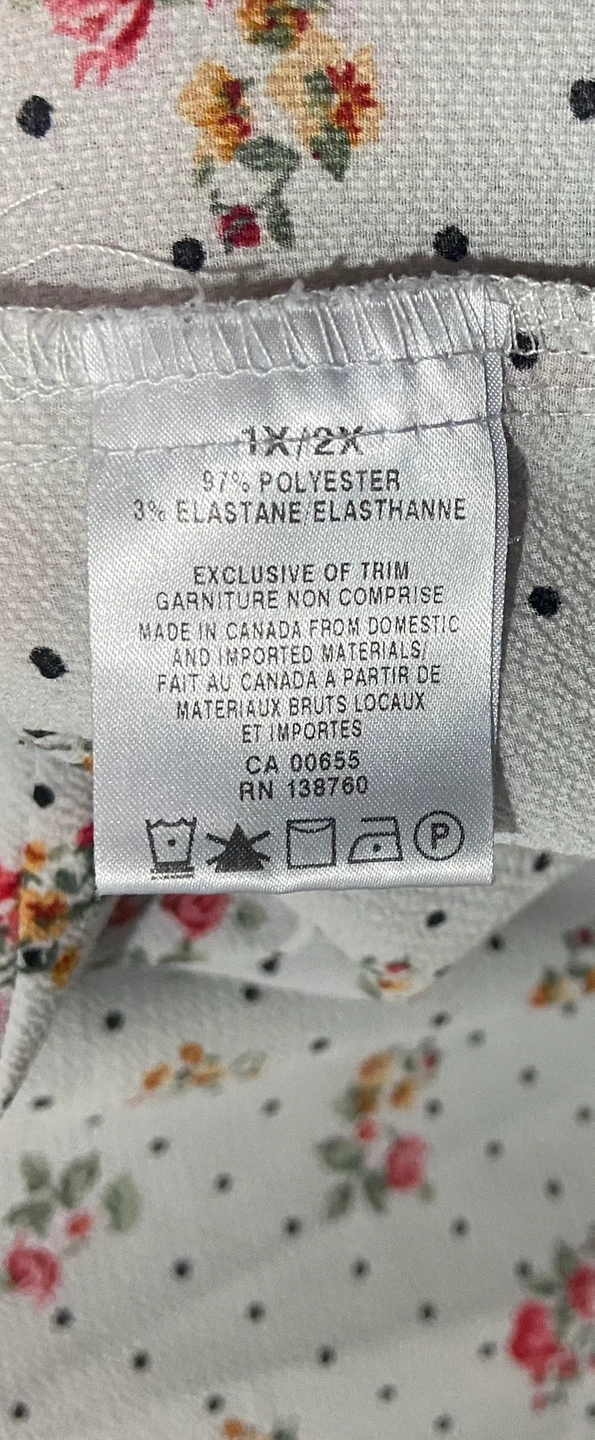 1X/2X
97% POLYESTER
3% ELASTANE/ELASTHANNE
EXCLUSIVE OF TRIM
GARNITURE NON COMPRISE
MADE IN CANADA FROM DOMESTIC
AND IMPORTED MATERIALS/
FAIT AU CANADA A PARTIR DE
MATERIAUX BRUTS LOCAUX
ET IMPORTES
CA 00655
RN 138760
P